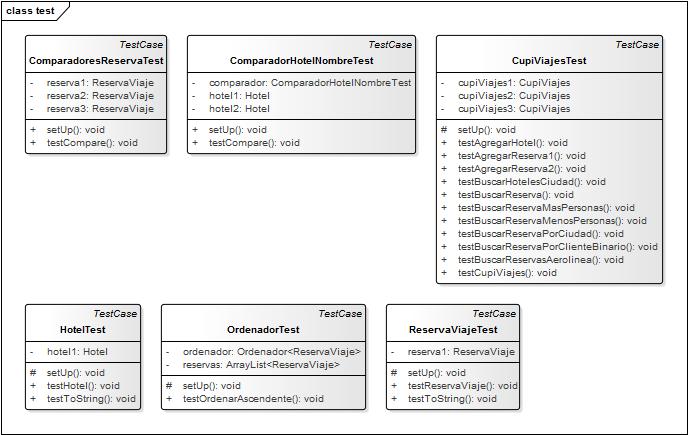 class test
TestCase
ComparadoresReservaTest
- reserva1: ReservaViaje
- reserva2: ReservaViaje
- reserva3: ReservaViaje
+ setUp(): void
+ testCompare(): void
TestCase
ComparadorHotelNombreTest
- comparador: ComparadorHotelNombreTest
- hotel1: Hotel
- hotel2: Hotel
+ setUp(): void
+ testCompare(): void
TestCase
CupiViajesTest
- cupiViajes1: CupiViajes
- cupiViajes2: CupiViajes
- cupiViajes3: CupiViajes
# setUp(): void
+ testAgregarHotel(): void
+ testAgregarReserva1(): void
+ testAgregarReserva2(): void
+ testBuscarHotelesCiudad(): void
+ testBuscarReserva(): void
+ testBuscarReservaMasPersonas(): void
+ testBuscarReservaMenosPersonas(): void
+ testBuscarReservaPorCiudad(): void
+ testBuscarReservaPorClienteBinario(): void
+ testBuscarReservasAerolinea(): void
+ testCupiViajes(): void
TestCase
HotelTest
- hotel1: Hotel
# setUp(): void
+ testHotel(): void
+ testToString(): void
TestCase
OrdenadorTest
- ordenador: Ordenador<ReservaViaje>
- reservas: ArrayList<ReservaViaje>
# setUp(): void
+ testOrdenarAscendente(): void
TestCase
ReservaViajeTest
- reserva1: ReservaViaje
# setUp(): void
+ testReservaViaje(): void
+ testToString(): void